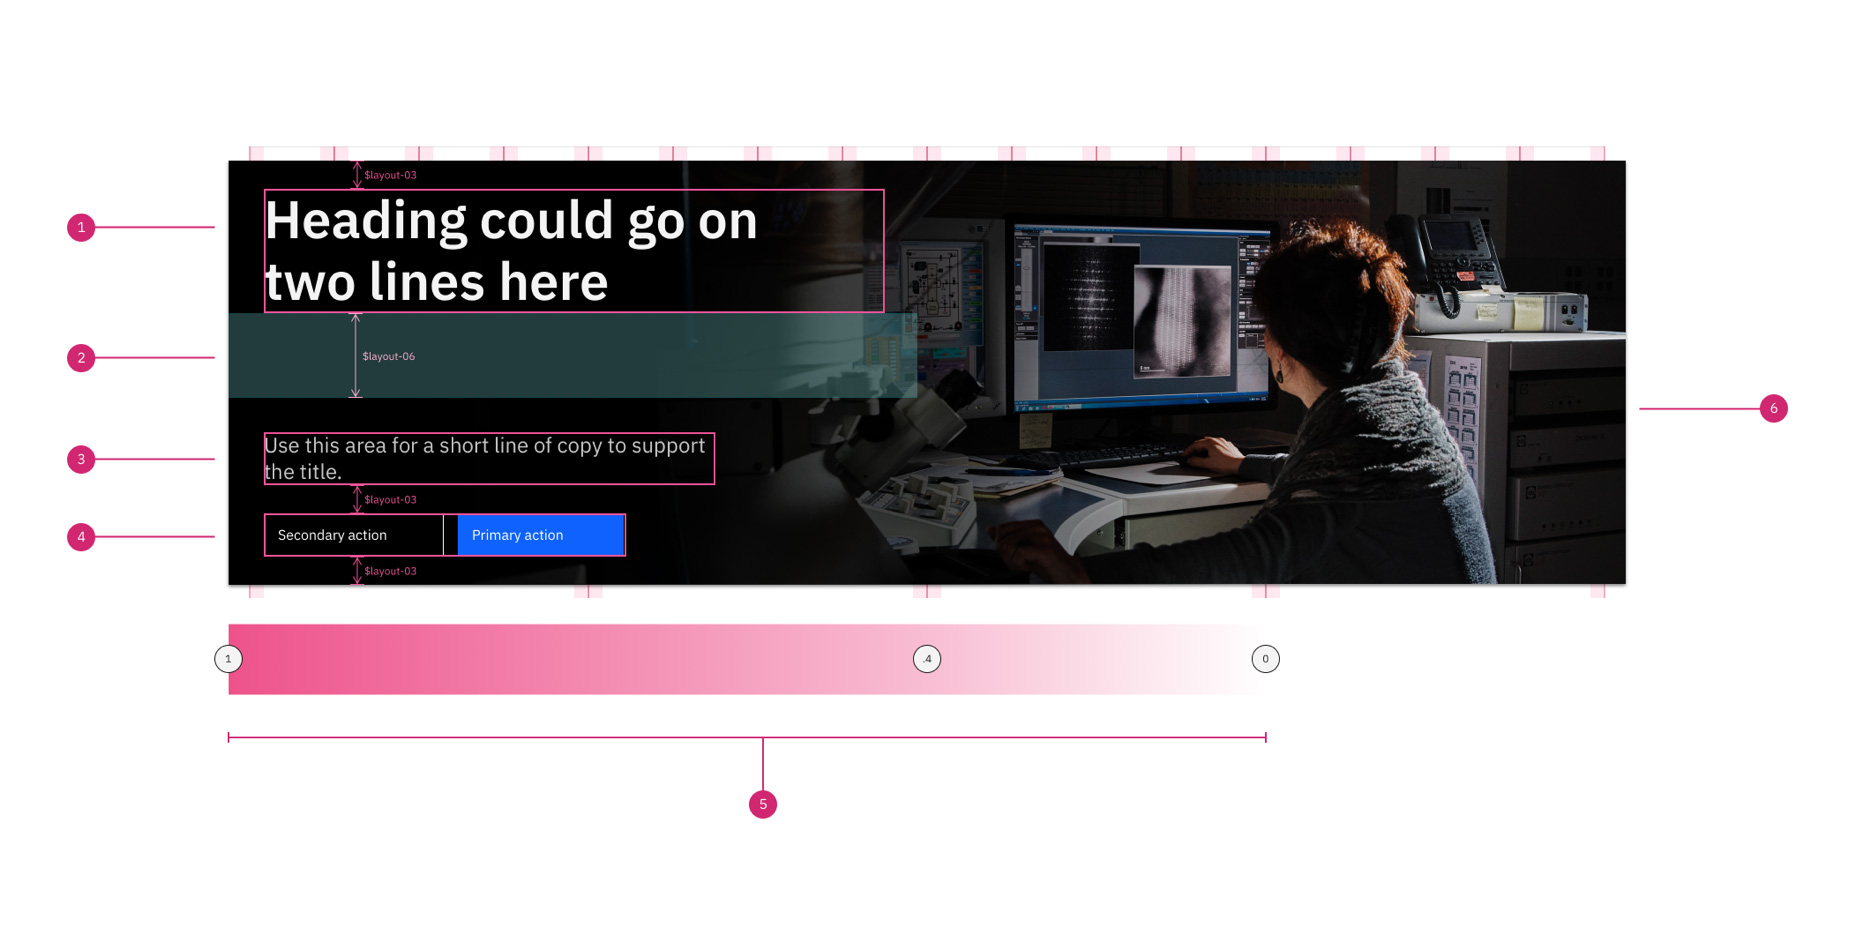 $layout-03
1
Heading could go on
two lines here
2
$layout-06
6
3
Use this area for a short line of copy to support
the title.
$layout-03
4
Secondary action
Primary action
$layout-03
1
.4
0
5